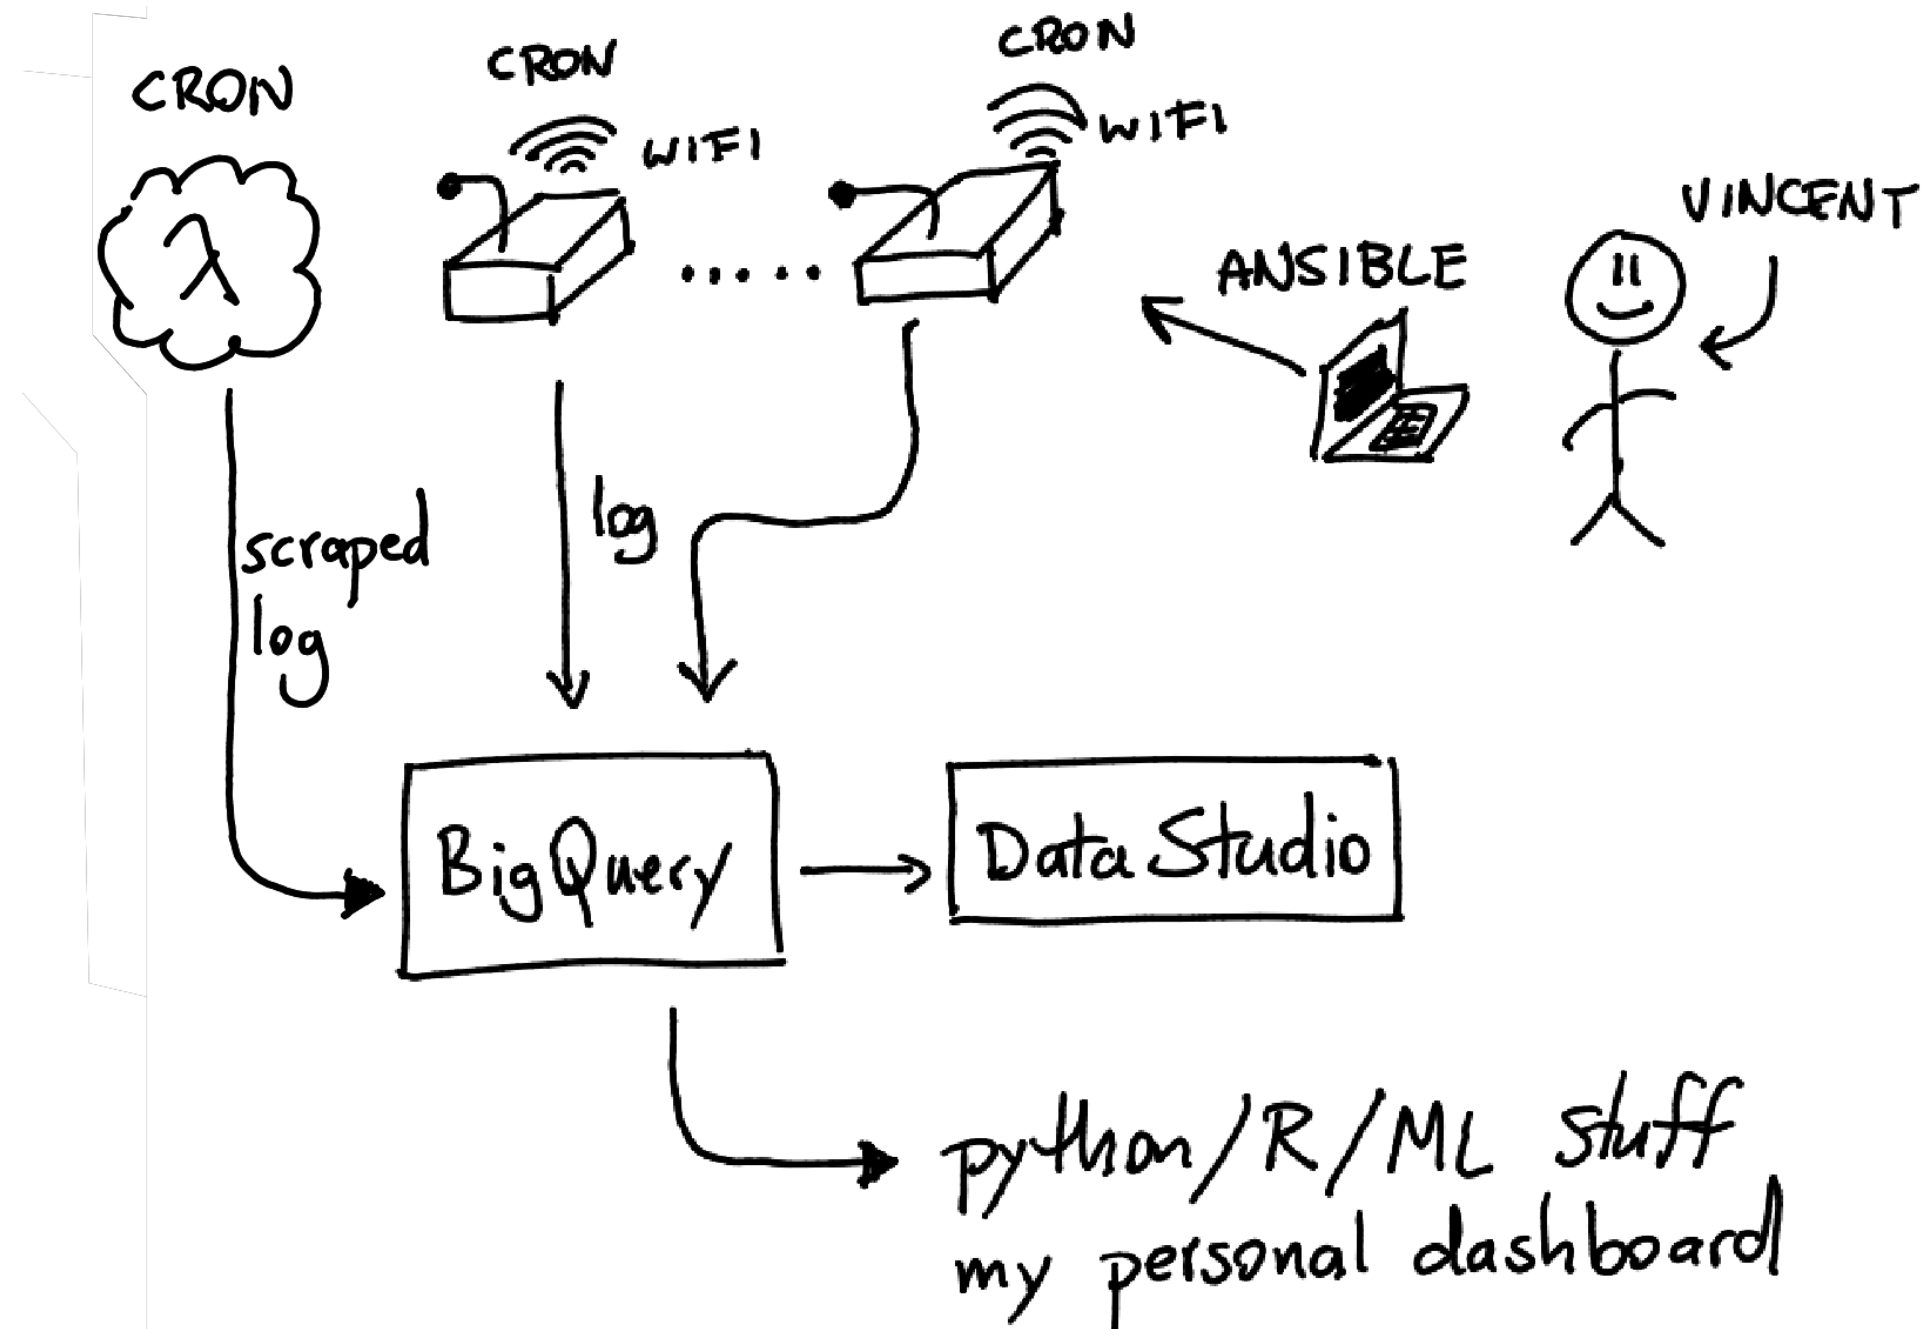 CRON
CRON
CRON
WIFI
WIFI
VINCENT
ANSIBLE
λ
scraped
log
log
BigQuery
Data Studio
python/R/ML stuff
my personal dashboard